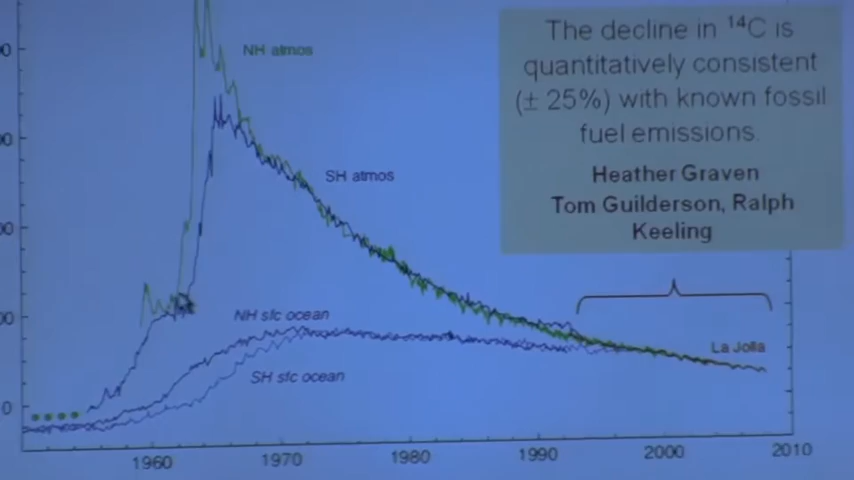 The decline in ¹⁴C is
quantitatively consistent
(± 25%) with known fossil
fuel emissions.
Heather Graven
Tom Guilderson, Ralph
Keeling
NH atmos
SH atmos
NH sfc ocean
SH sfc ocean
La Jolla
0
1960 1970 1980 1990 2000 2010